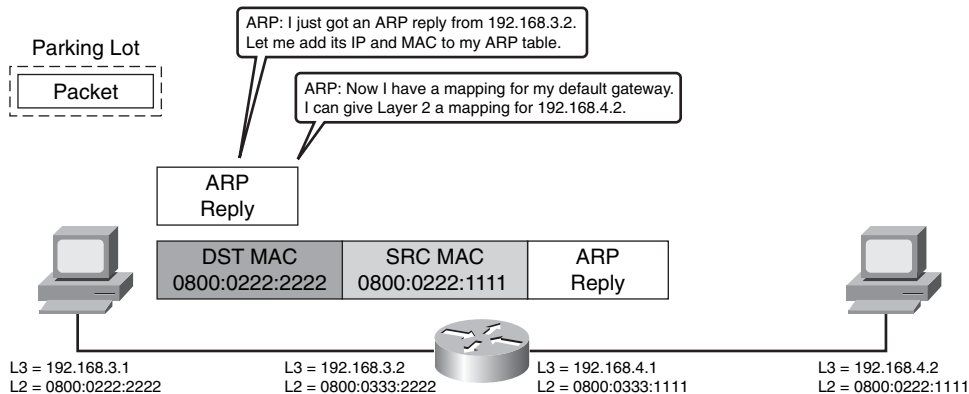 ARP: I just got an ARP reply from 192.168.3.2.
Let me add its IP and MAC to my ARP table.
Parking Lot
Packet
ARP: Now I have a mapping for my default gateway.
I can give Layer 2 a mapping for 192.168.4.2.
ARP
Reply
DST MAC
0800:0222:2222
SRC MAC
0800:0222:1111
ARP
Reply
L3 = 192.168.3.1
L2 = 0800:0222:2222
L3 = 192.168.3.2
L2 = 0800:0333:2222
L3 = 192.168.4.1
L2 = 0800:0333:1111
L3 = 192.168.4.2
L2 = 0800:0222:1111